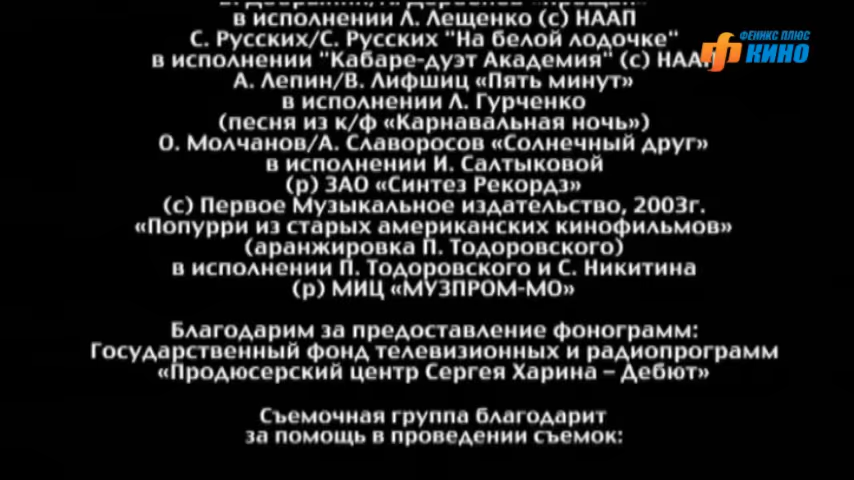 в исполнении Л. Лещенко (с) НААП
С. Русских/С. Русских "На белой лодочке"
в исполнении "Кабаре-дуэт Академия" (с) НААП
А. Лепин/В. Лифшиц «Пять минут»
в исполнении Л. Гурченко
(песня из к/ф «Карнавальная ночь»)
О. Молчанов/А. Славоросов «Солнечный друг»
в исполнении И. Салтыковой
(р) ЗАО «Синтез Рекордз»
(с) Первое Музыкальное издательство, 2003г.
«Попурри из старых американских кинофильмов»
(аранжировка П. Тодоровского)
в исполнении П. Тодоровского и С. Никитина
(р) МИЦ «МУЗПРОМ-МО»
Благодарим за предоставление фонограмм:
Государственный фонд телевизионных и радиопрограмм
«Продюсерский центр Сергея Харина – Дебют»
Съемочная группа благодарит
за помощь в проведении съемок:
ФЕНИКС ПЛЮС
КИНО